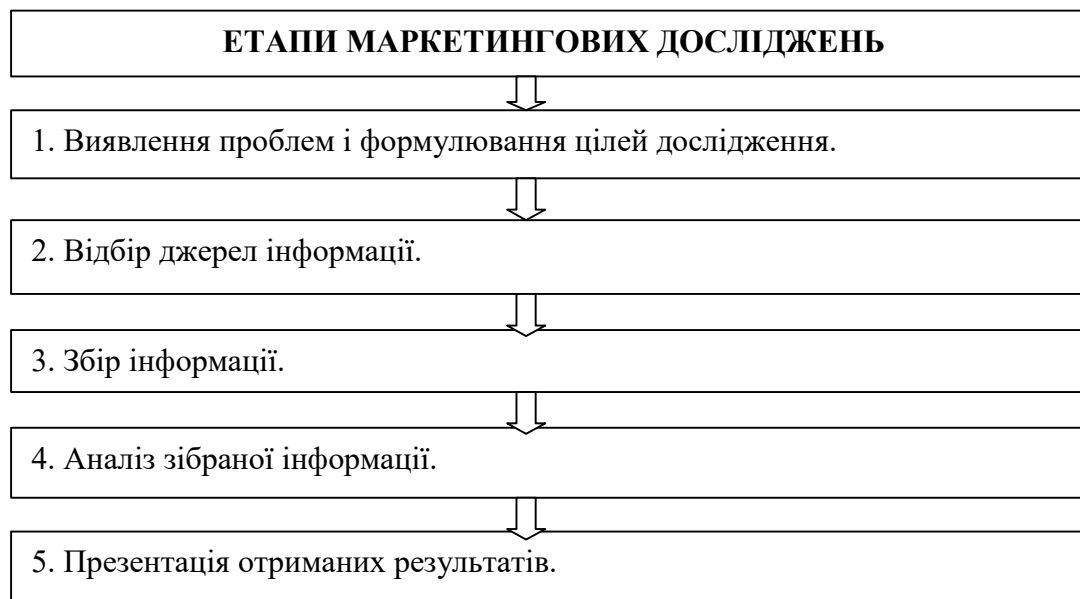 ЕТАПИ МАРКЕТИНГОВИХ ДОСЛІДЖЕНЬ
1. Виявлення проблем і формулювання цілей дослідження.
2. Відбір джерел інформації.
3. Збір інформації.
4. Аналіз зібраної інформації.
5. Презентація отриманих результатів.